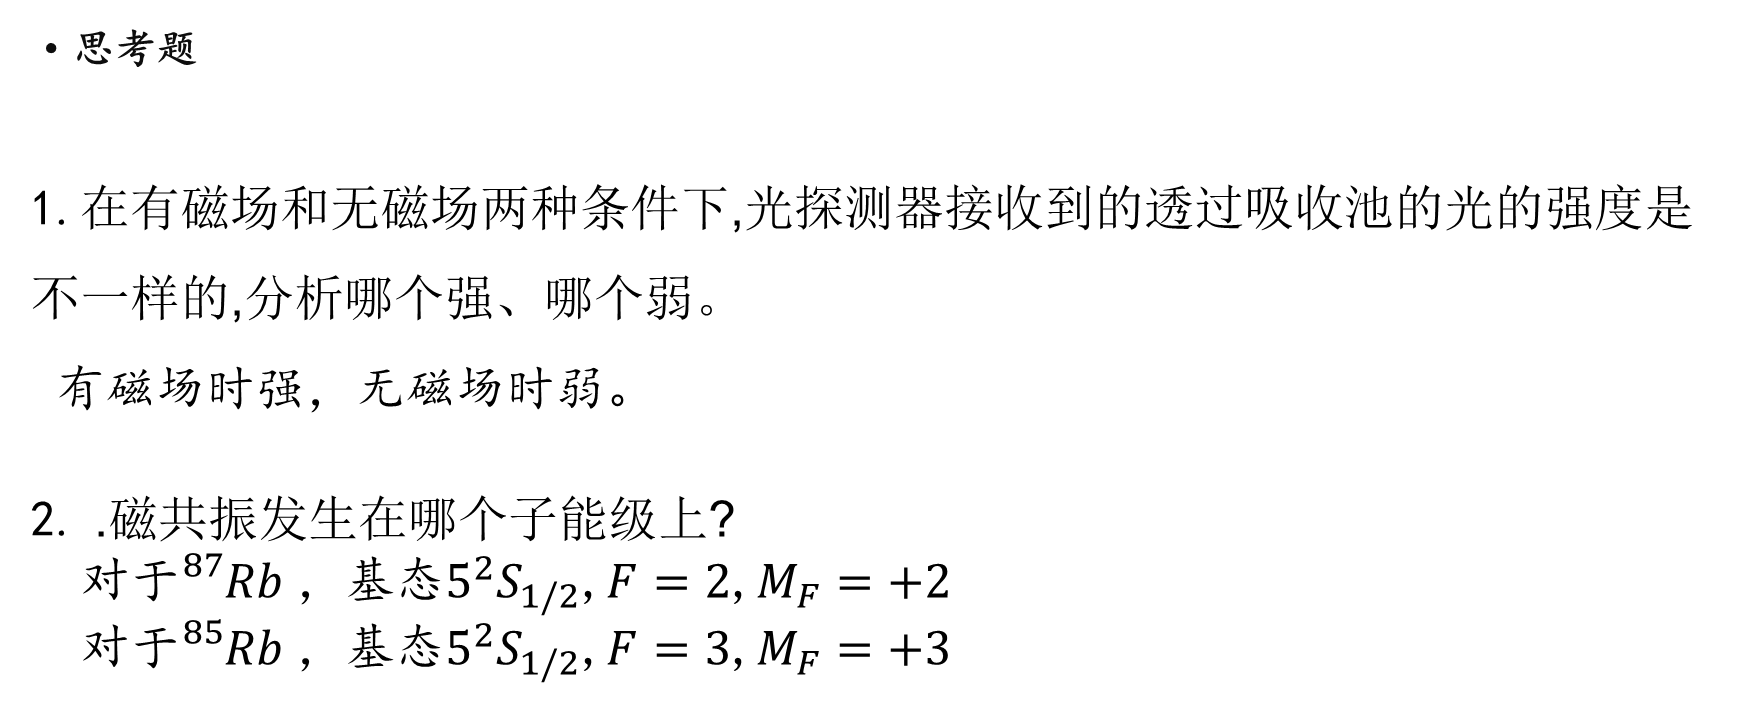 • 思考题
1. 在有磁场和无磁场两种条件下,光探测器接收到的透过吸收池的光的强度是
不一样的,分析哪个强、哪个弱。
有磁场时强，无磁场时弱。
2. .磁共振发生在哪个子能级上?
对于⁸⁷Rb ，基态5²S₁/₂, F = 2, M_F = +2
对于⁸⁵Rb ，基态5²S₁/₂, F = 3, M_F = +3